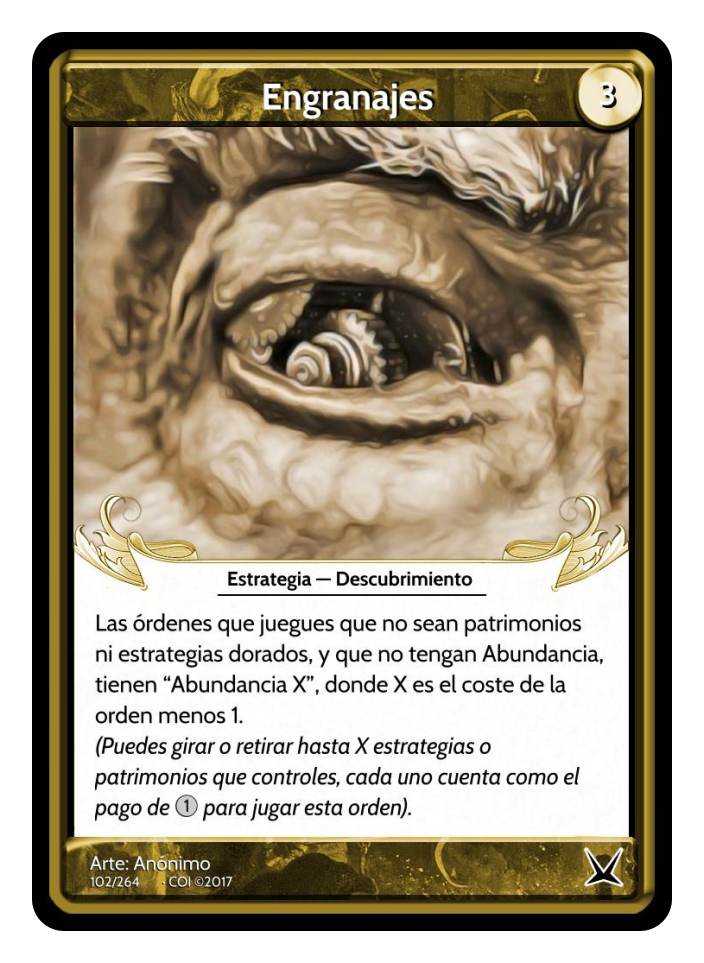 Engranajes
3
Estrategia — Descubrimiento
Las órdenes que juegues que no sean patrimonios
ni estrategias dorados, y que no tengan Abundancia,
tienen “Abundancia X”, donde X es el coste de la
orden menos 1.
(Puedes girar o retirar hasta X estrategias o
patrimonios que controles, cada uno cuenta como el
pago de 1 para jugar esta orden).
Arte: Anónimo
102/264 · COI ©2017